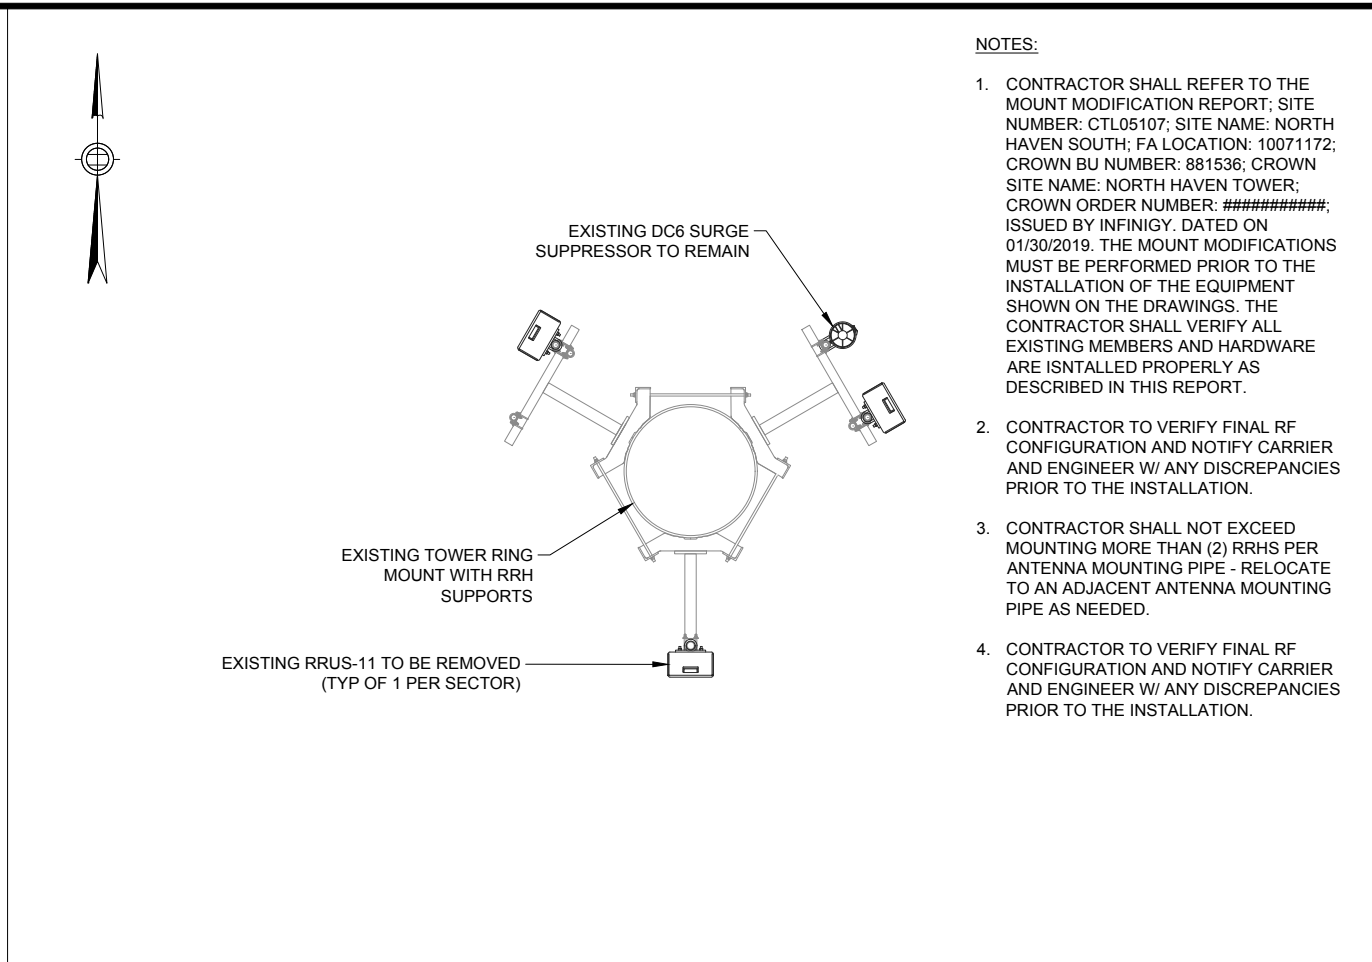 NOTES:
1. CONTRACTOR SHALL REFER TO THE
MOUNT MODIFICATION REPORT; SITE
NUMBER: CTL05107; SITE NAME: NORTH
HAVEN SOUTH; FA LOCATION: 10071172;
CROWN BU NUMBER: 881536; CROWN
SITE NAME: NORTH HAVEN TOWER;
CROWN ORDER NUMBER: ###########;
ISSUED BY INFINIGY. DATED ON
01/30/2019. THE MOUNT MODIFICATIONS
MUST BE PERFORMED PRIOR TO THE
INSTALLATION OF THE EQUIPMENT
SHOWN ON THE DRAWINGS. THE
CONTRACTOR SHALL VERIFY ALL
EXISTING MEMBERS AND HARDWARE
ARE ISNTALLED PROPERLY AS
DESCRIBED IN THIS REPORT.
2. CONTRACTOR TO VERIFY FINAL RF
CONFIGURATION AND NOTIFY CARRIER
AND ENGINEER W/ ANY DISCREPANCIES
PRIOR TO THE INSTALLATION.
3. CONTRACTOR SHALL NOT EXCEED
MOUNTING MORE THAN (2) RRHS PER
ANTENNA MOUNTING PIPE - RELOCATE
TO AN ADJACENT ANTENNA MOUNTING
PIPE AS NEEDED.
4. CONTRACTOR TO VERIFY FINAL RF
CONFIGURATION AND NOTIFY CARRIER
AND ENGINEER W/ ANY DISCREPANCIES
PRIOR TO THE INSTALLATION.
EXISTING DC6 SURGE
SUPPRESSOR TO REMAIN
EXISTING TOWER RING
MOUNT WITH RRH
SUPPORTS
EXISTING RRUS-11 TO BE REMOVED
(TYP OF 1 PER SECTOR)